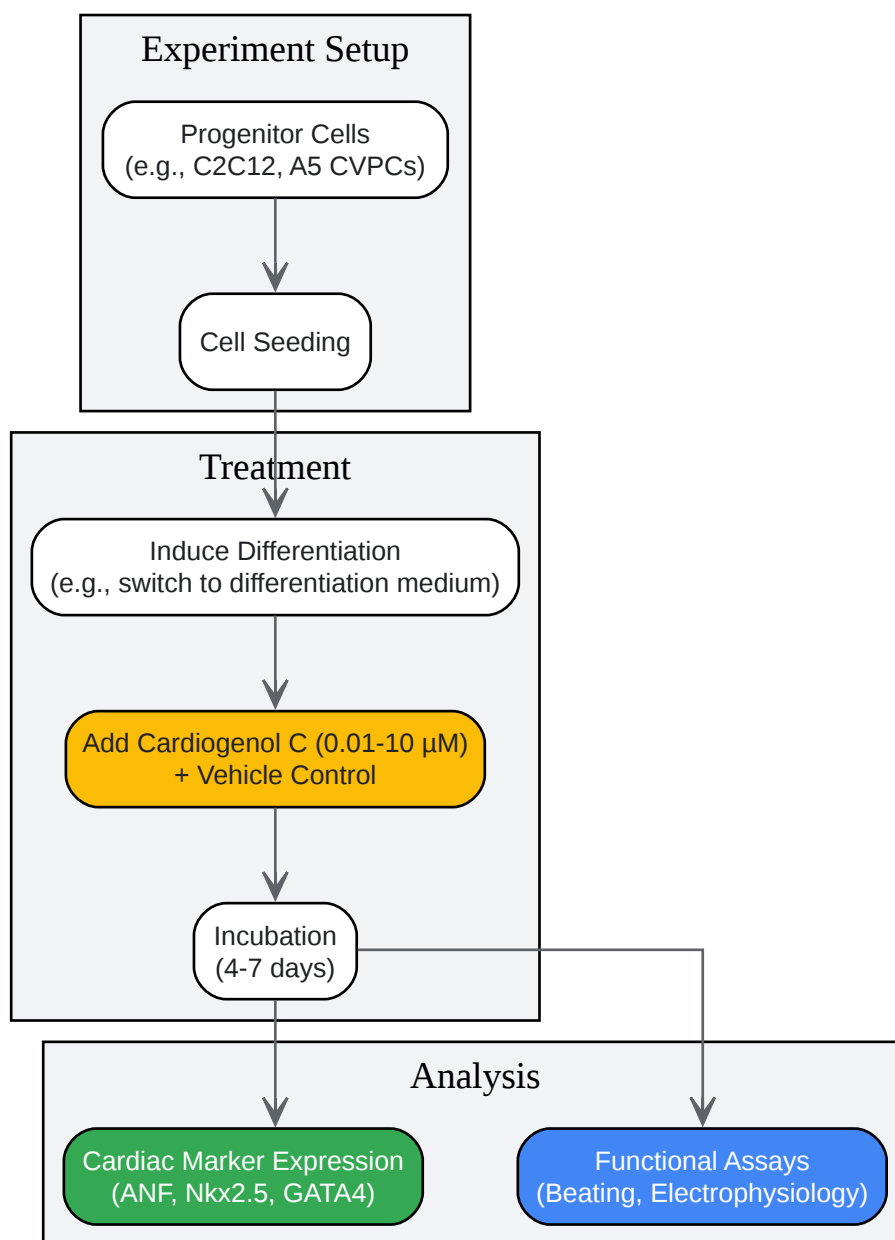 Experiment Setup
Progenitor Cells
(e.g., C2C12, A5 CVPCs)
Cell Seeding
Treatment
Induce Differentiation
(e.g., switch to differentiation medium)
Add Cardiogenol C (0.01-10 µM)
+ Vehicle Control
Incubation
(4-7 days)
Analysis
Cardiac Marker Expression
(ANF, Nkx2.5, GATA4)
Functional Assays
(Beating, Electrophysiology)